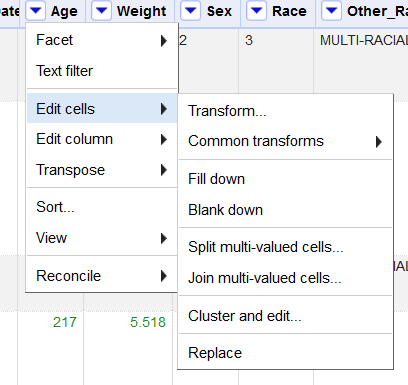 Date Age Weight Sex Race Other_Ra
Facet 2 3 MULTI-RACIAL
Text filter
Edit cells
Transform...
Edit column
Common transforms
Transpose
Fill down
Sort...
Blank down
View
Split multi-valued cells...
Reconcile
Join multi-valued cells...
217 5.518
Cluster and edit...
Replace